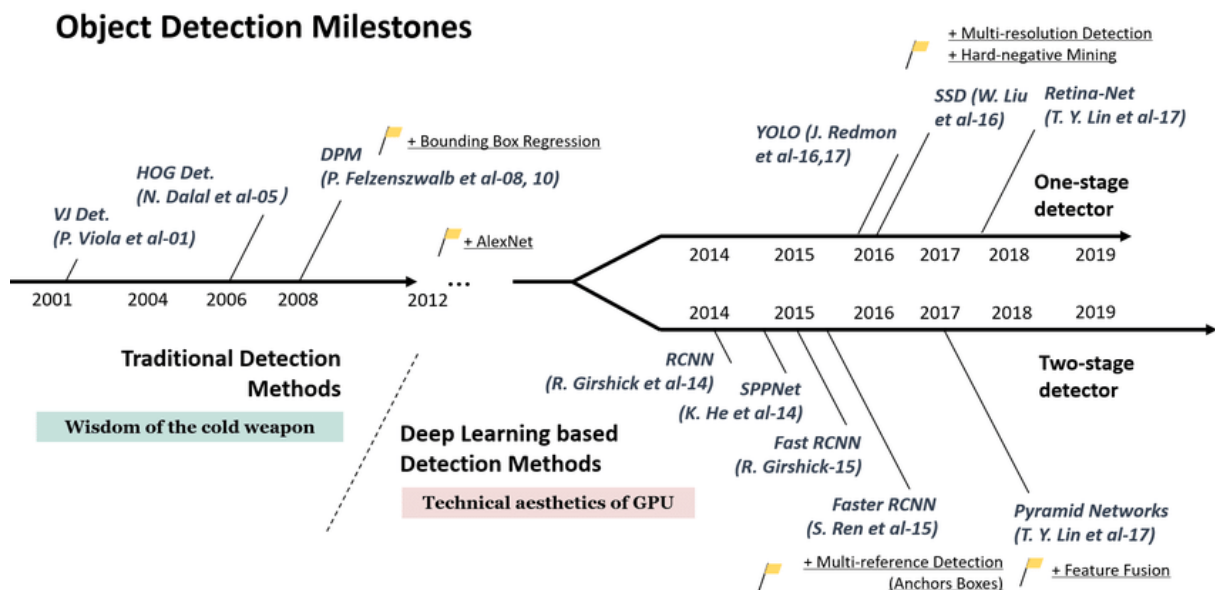 Object Detection Milestones
+ Multi-resolution Detection
+ Hard-negative Mining
SSD (W. Liu
et al-16)
Retina-Net
(T. Y. Lin et al-17)
YOLO (J. Redmon
et al-16,17)
+ Bounding Box Regression
DPM
(P. Felzenszwalb et al-08, 10)
HOG Det.
(N. Dalal et al-05)
VJ Det.
(P. Viola et al-01)
One-stage
detector
+ AlexNet
2014 2015 2016 2017 2018 2019
...
2001 2004 2006 2008 2012
2014 2015 2016 2017 2018 2019
Traditional Detection
Methods
Wisdom of the cold weapon
RCNN
(R. Girshick et al-14)
SPPNet
(K. He et al-14)
Two-stage
detector
Deep Learning based
Detection Methods
Technical aesthetics of GPU
Fast RCNN
(R. Girshick-15)
Faster RCNN
(S. Ren et al-15)
Pyramid Networks
(T. Y. Lin et al-17)
+ Multi-reference Detection
(Anchors Boxes)
+ Feature Fusion